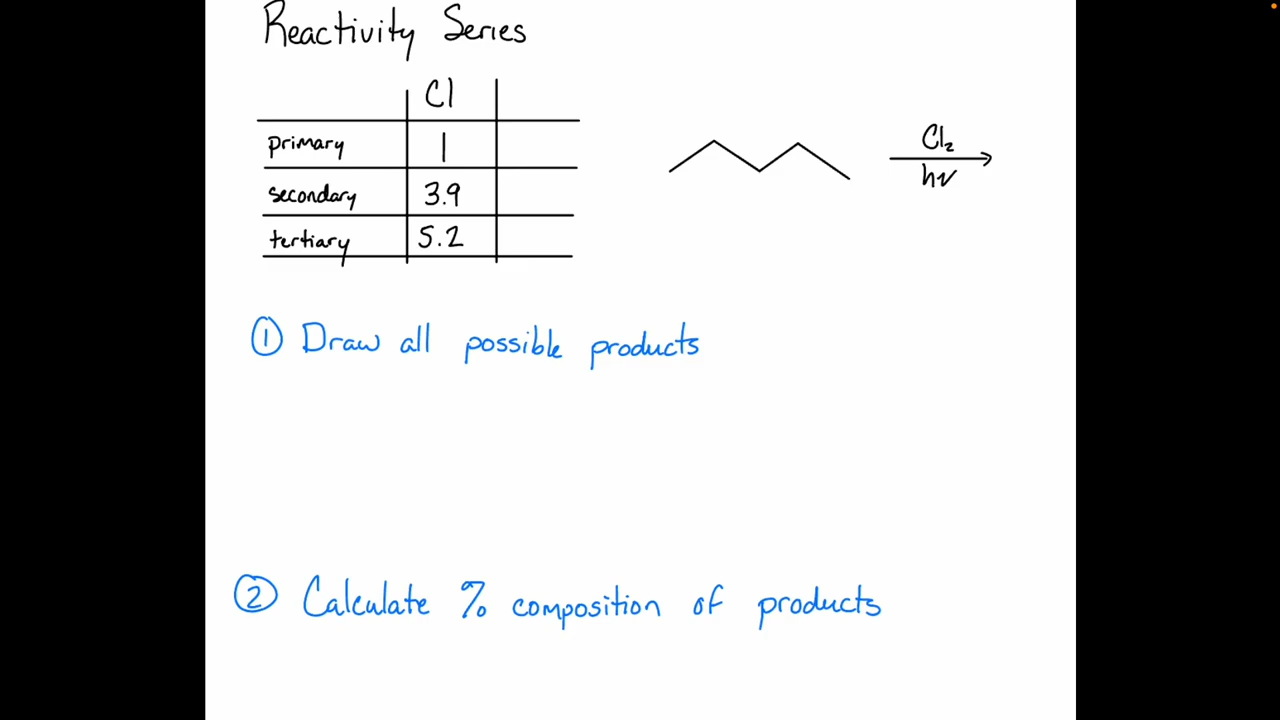 Reactivity Series
Cl
primary 1
secondary 3.9
tertiary 5.2
Cl₂
hν
① Draw all possible products
② Calculate % composition of products